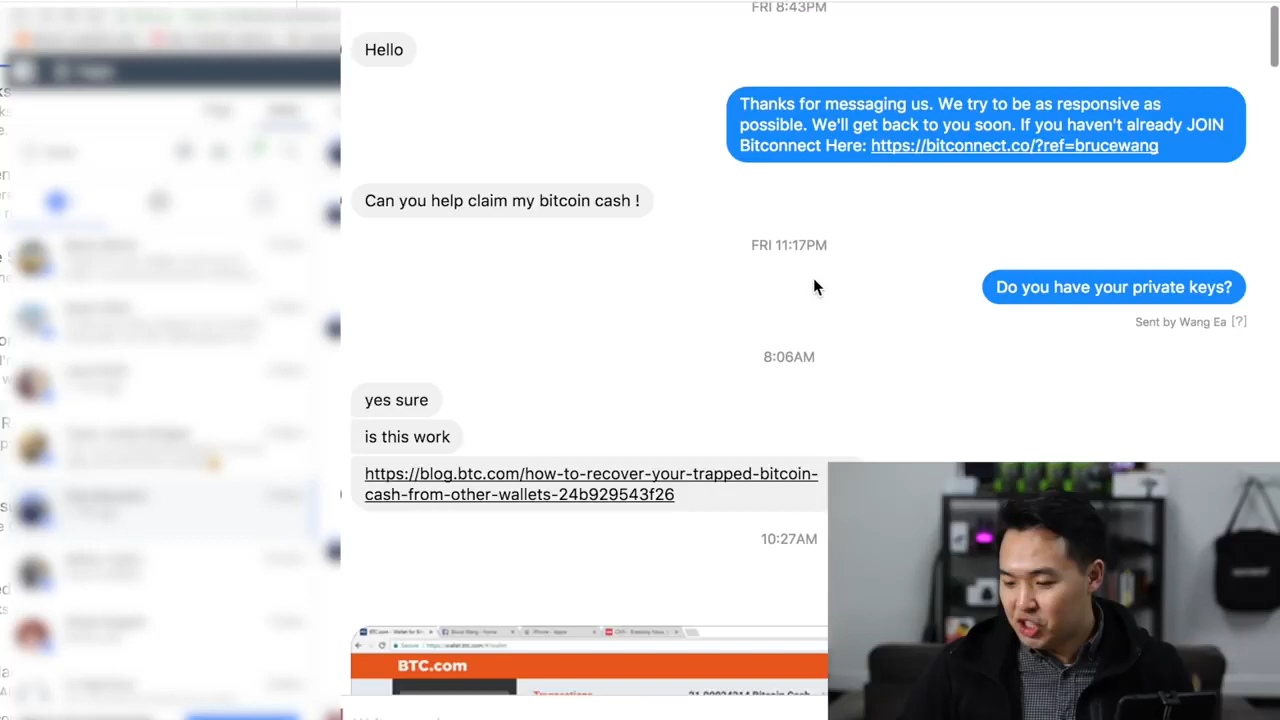 FRI 8:43PM
Hello
Thanks for messaging us. We try to be as responsive as
possible. We'll get back to you soon. If you haven't already JOIN
Bitconnect Here: https://bitconnect.co/?ref=brucewang
Can you help claim my bitcoin cash !
FRI 11:17PM
Do you have your private keys?
Sent by Wang Ea [?]
8:06AM
yes sure
is this work
https://blog.btc.com/how-to-recover-your-trapped-bitcoin-
cash-from-other-wallets-24b929543f26
10:27AM
BTC.com
Transactions
Bitcoin Cash